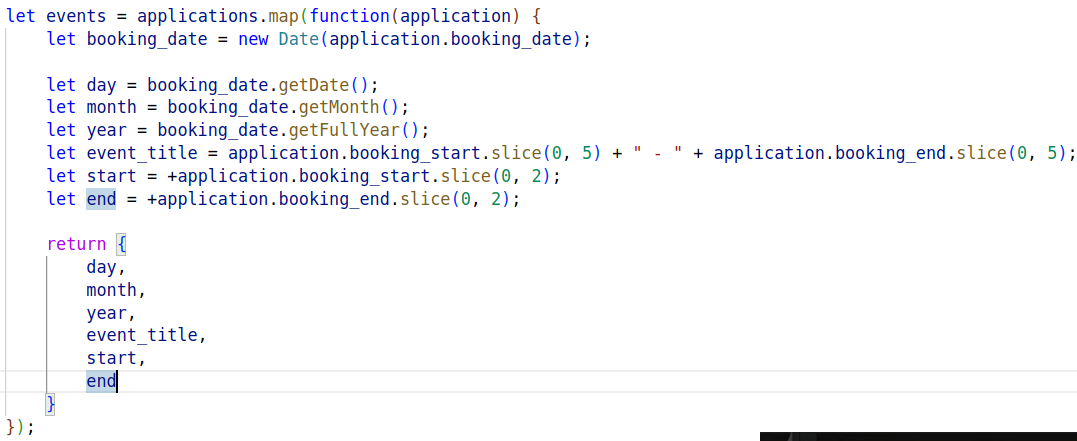 let events = applications.map(function(application) {
    let booking_date = new Date(application.booking_date);

    let day = booking_date.getDate();
    let month = booking_date.getMonth();
    let year = booking_date.getFullYear();
    let event_title = application.booking_start.slice(0, 5) + " - " + application.booking_end.slice(0, 5);
    let start = +application.booking_start.slice(0, 2);
    let end = +application.booking_end.slice(0, 2);

    return {
        day,
        month,
        year,
        event_title,
        start,
        end
    }
});